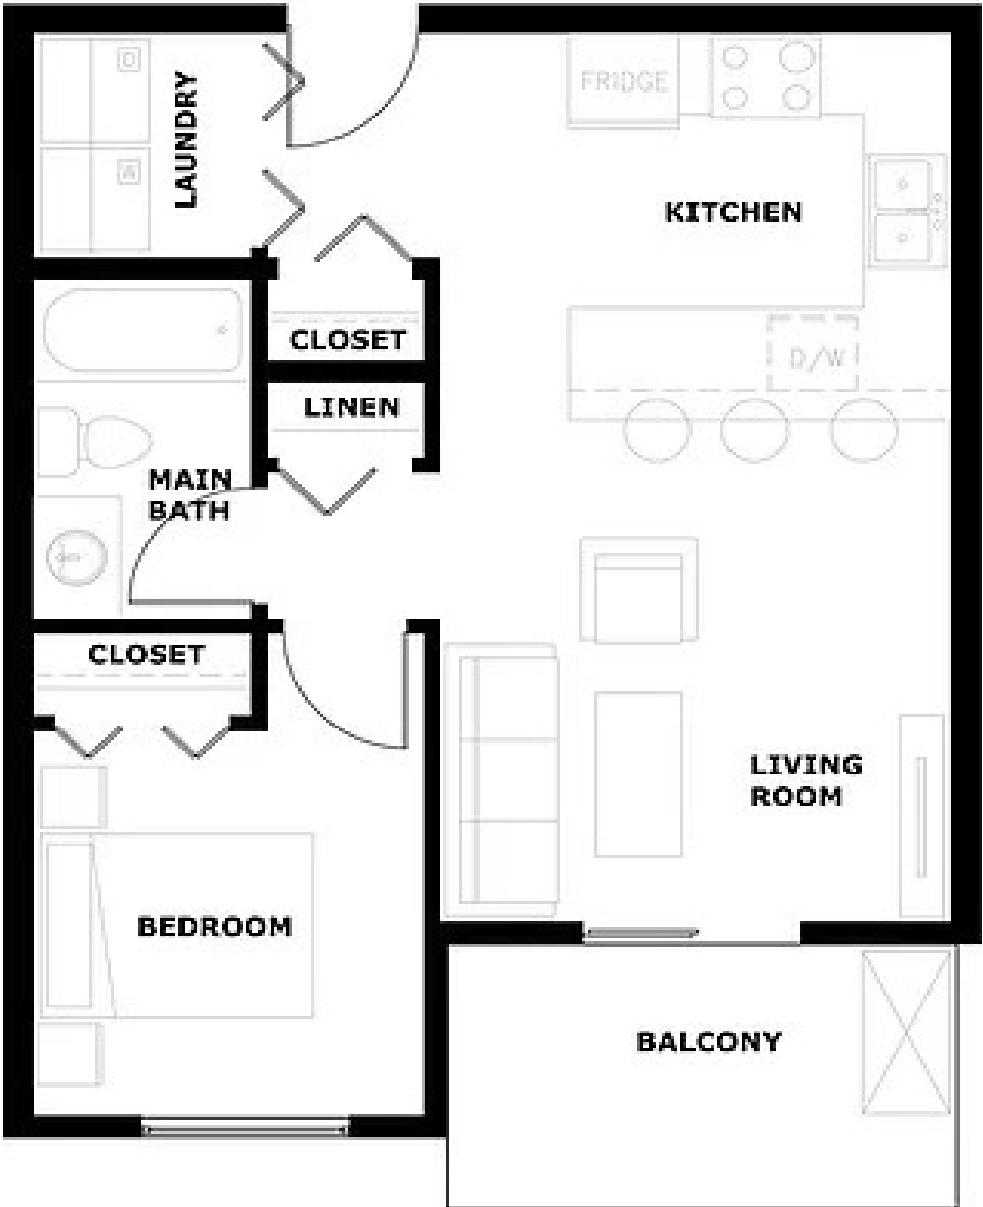 D
FRIDGE
LAUNDRY
W
KITCHEN
CLOSET
D/W
LINEN
MAIN
BATH
CLOSET
LIVING
ROOM
BEDROOM
BALCONY